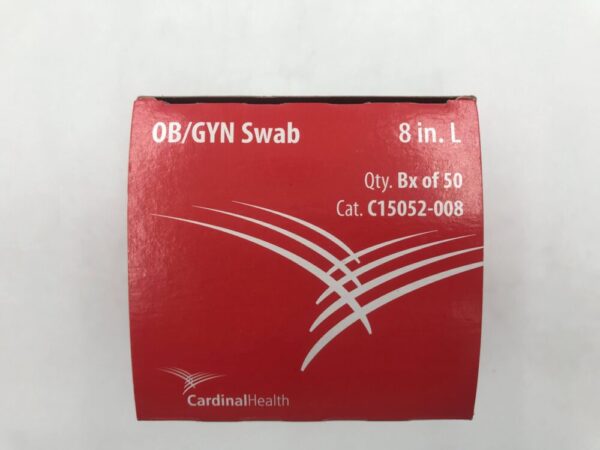 OB/GYN Swab 8 in. L
Qty. Bx of 50
Cat. C15052-008
CardinalHealth